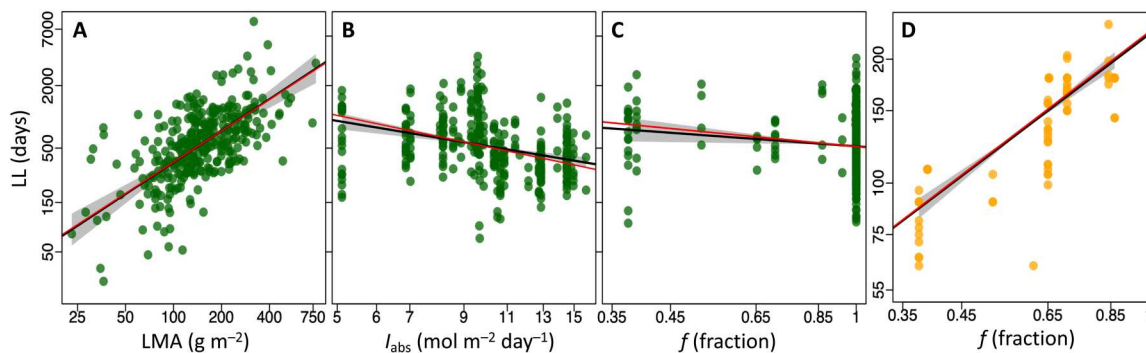 A
B
C
D
LL (days)
7000
2000
500
150
50
200
150
100
75
55
25 50 100 200 400 750
5 6 7 9 11 13 15
0.35 0.45 0.65 0.85 1
0.35 0.45 0.65 0.85 1
LMA (g m⁻²)
Iabs (mol m⁻² day⁻¹)
f (fraction)
f (fraction)